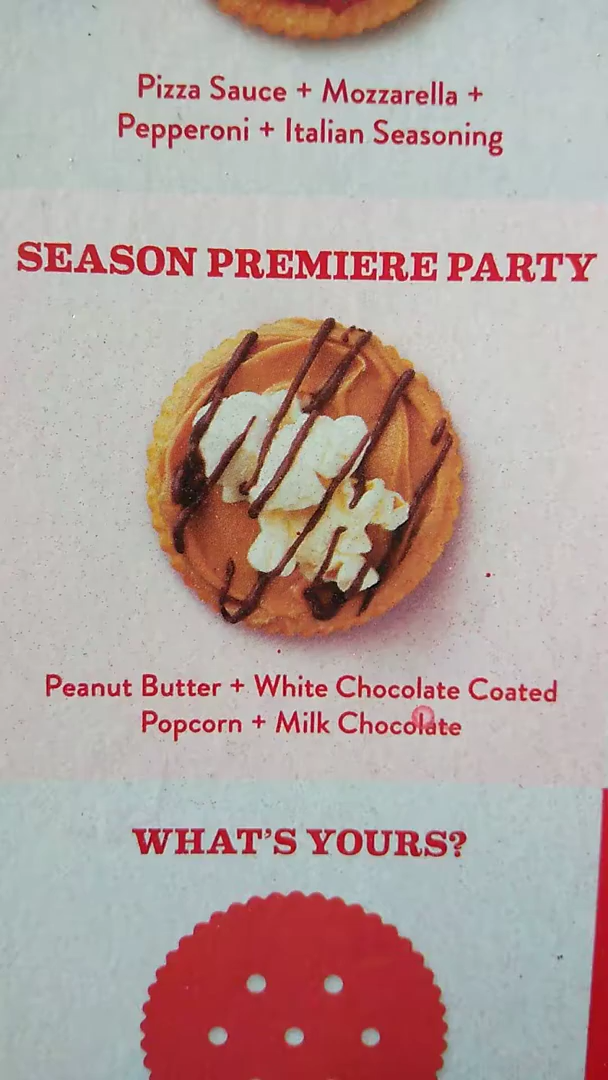 Pizza Sauce + Mozzarella +
Pepperoni + Italian Seasoning
SEASON PREMIERE PARTY
Peanut Butter + White Chocolate Coated
Popcorn + Milk Chocolate
WHAT'S YOURS?